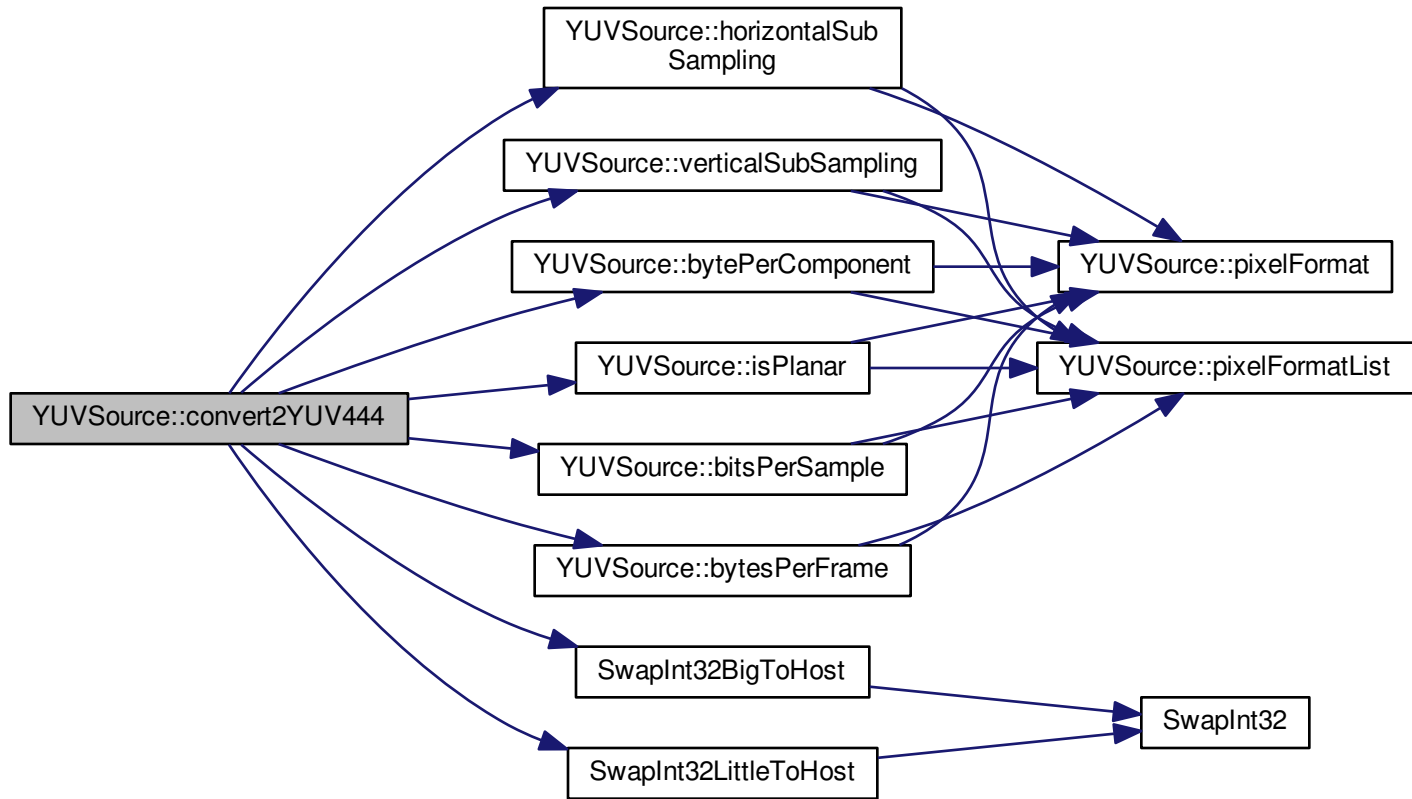 YUVSource::horizontalSub
Sampling
YUVSource::verticalSubSampling
YUVSource::bytePerComponent
YUVSource::pixelFormat
YUVSource::isPlanar
YUVSource::pixelFormatList
YUVSource::convert2YUV444
YUVSource::bitsPerSample
YUVSource::bytesPerFrame
SwapInt32BigToHost
SwapInt32
SwapInt32LittleToHost